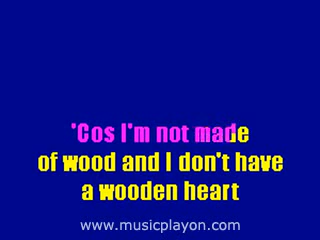 'Cos I'm not made
of wood and I don't have
a wooden heart
www.musicplayon.com